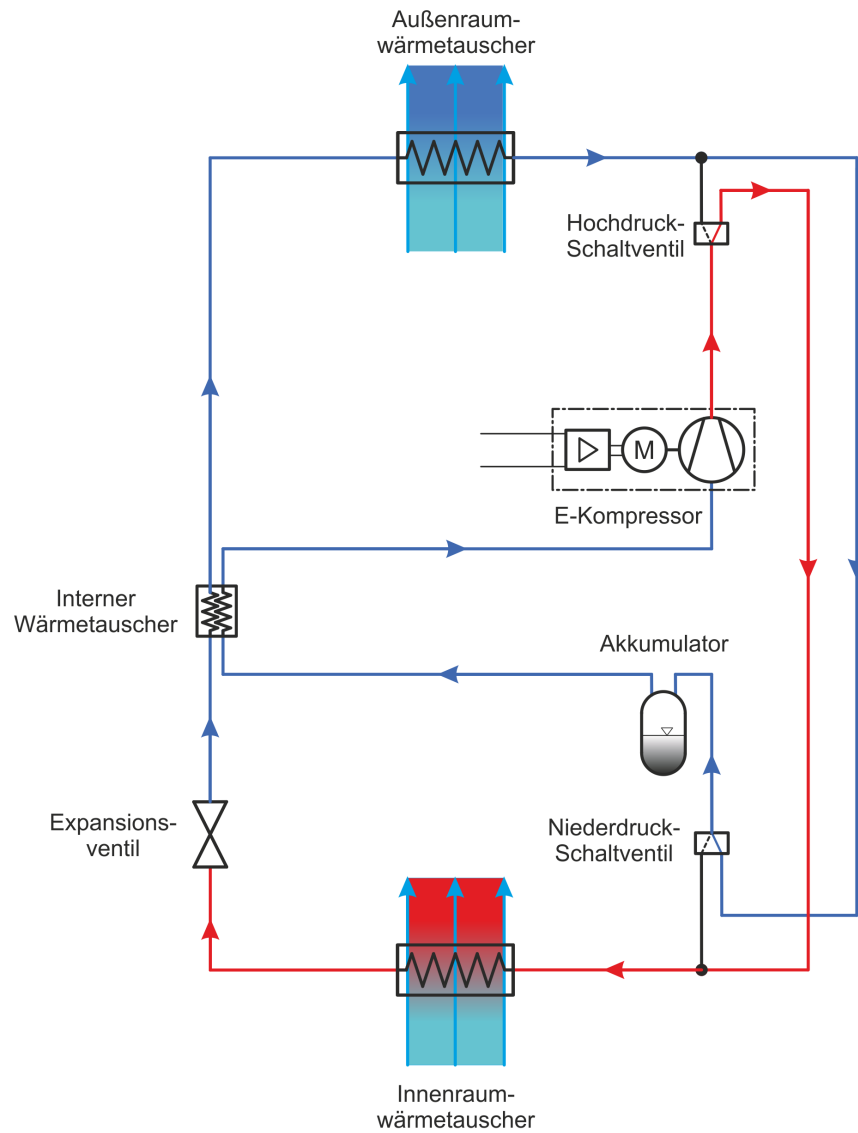 Außenraum-
wärmetauscher
Hochdruck-
Schaltventil
M
E-Kompressor
Interner
Wärmetauscher
Akkumulator
Expansions-
ventil
Niederdruck-
Schaltventil
Innenraum-
wärmetauscher